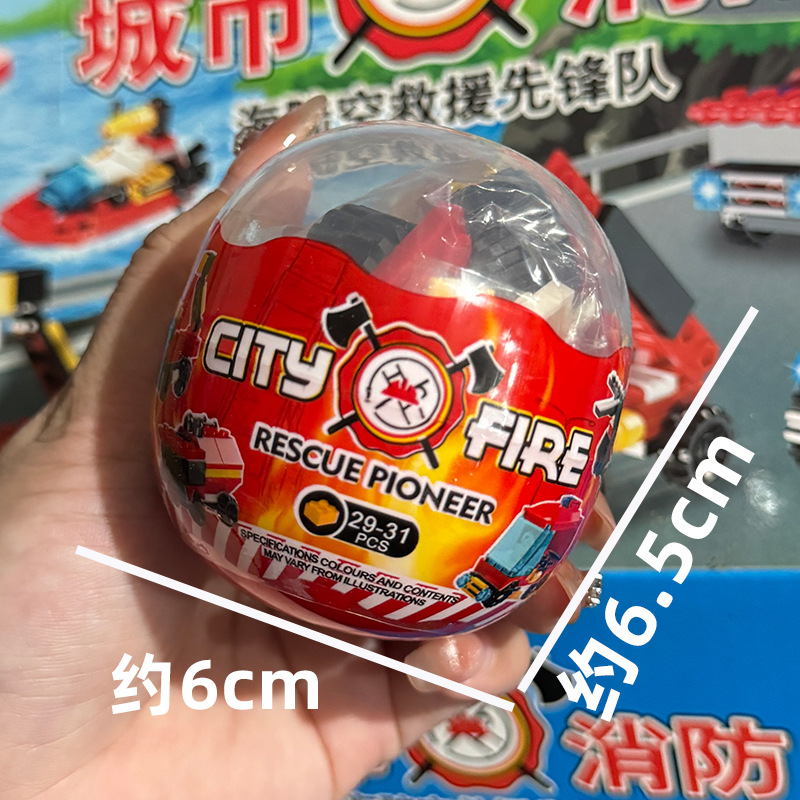 城市 消
海陆空救援先锋队
CITY FIRE
RESCUE PIONEER
29-31
PCS
SPECIFICATIONS COLOURS AND CONTENTS
MAY VARY FROM ILLUSTRATIONS
约6cm
约6.5cm
消防